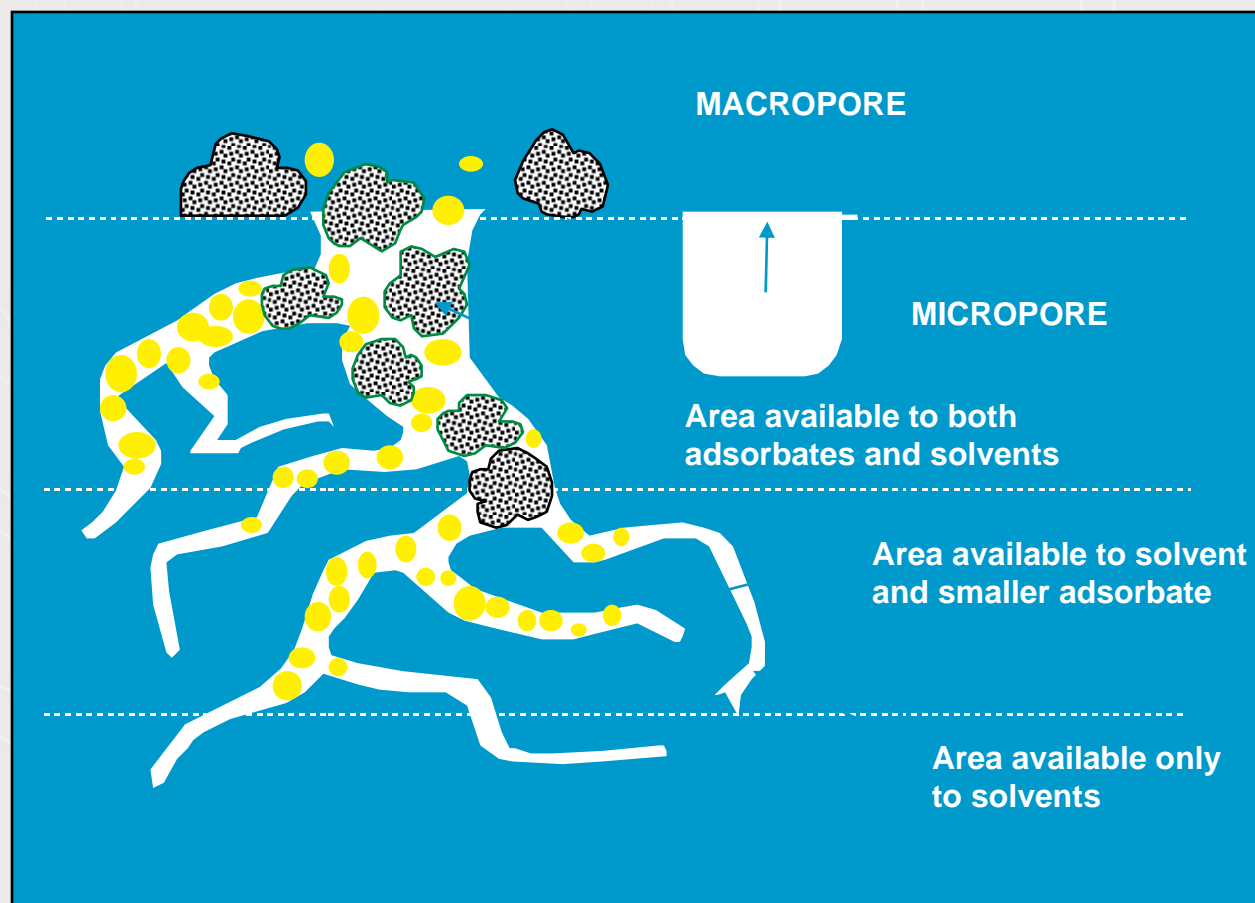 MACROPORE
MICROPORE
Area available to both
adsorbates and solvents
Area available to solvent
and smaller adsorbate
Area available only
to solvents